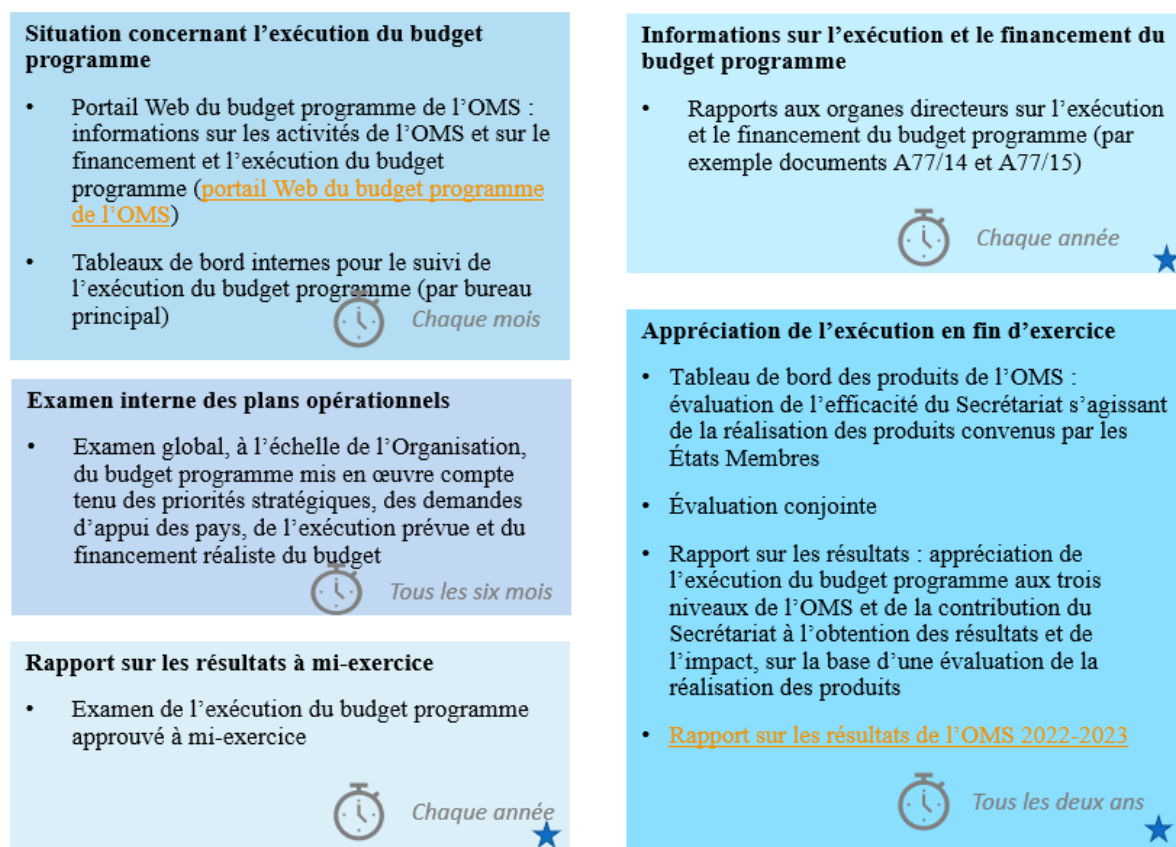 Situation concernant l’exécution du budget
programme
• Portail Web du budget programme de l’OMS :
informations sur les activités de l’OMS et sur le
financement et l’exécution du budget
programme (portail Web du budget programme
de l’OMS)
• Tableaux de bord internes pour le suivi de
l’exécution du budget programme (par bureau
principal)
Chaque mois
Examen interne des plans opérationnels
• Examen global, à l’échelle de l’Organisation,
du budget programme mis en œuvre compte
tenu des priorités stratégiques, des demandes
d’appui des pays, de l’exécution prévue et du
financement réaliste du budget
Tous les six mois
Rapport sur les résultats à mi-exercice
• Examen de l’exécution du budget programme
approuvé à mi-exercice
Chaque année
Informations sur l’exécution et le financement du
budget programme
• Rapports aux organes directeurs sur l’exécution
et le financement du budget programme (par
exemple documents A77/14 et A77/15)
Chaque année
Appréciation de l’exécution en fin d’exercice
• Tableau de bord des produits de l’OMS :
évaluation de l’efficacité du Secrétariat s’agissant
de la réalisation des produits convenus par les
États Membres
• Évaluation conjointe
• Rapport sur les résultats : appréciation de
l’exécution du budget programme aux trois
niveaux de l’OMS et de la contribution du
Secrétariat à l’obtention des résultats et de
l’impact, sur la base d’une évaluation de la
réalisation des produits
• Rapport sur les résultats de l’OMS 2022-2023
Tous les deux ans